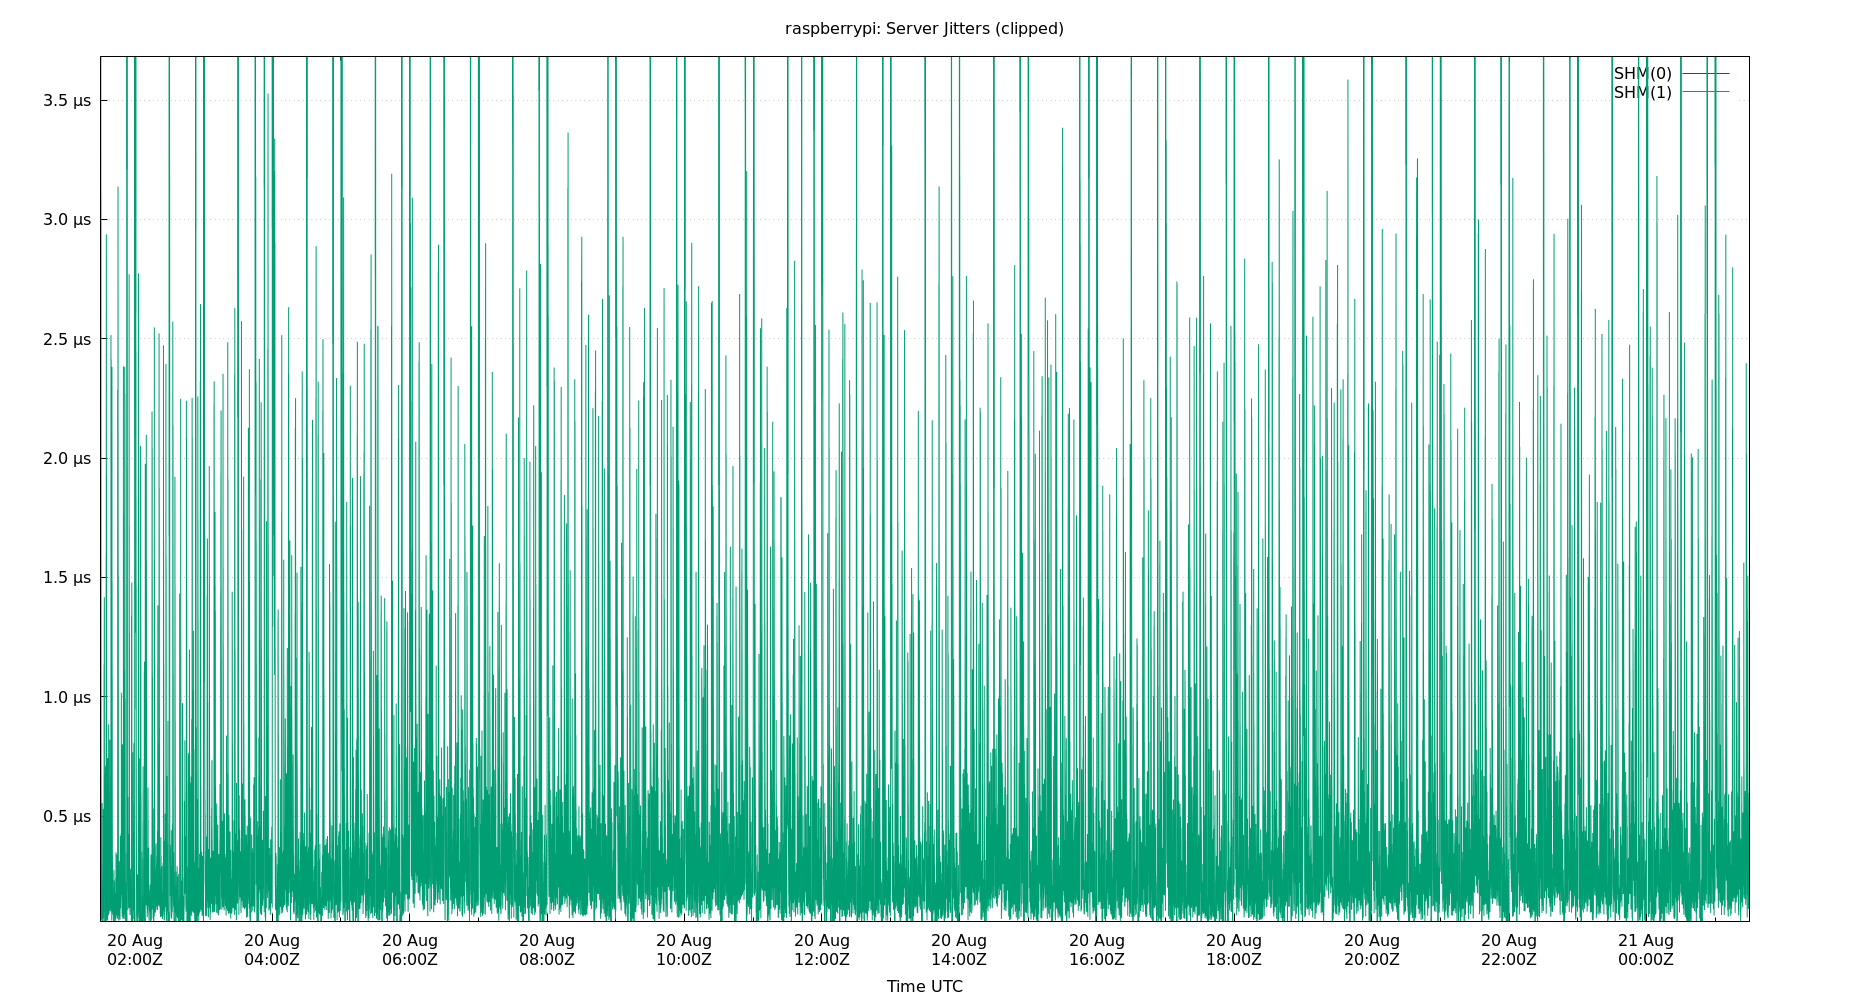 raspberrypi: Server Jitters (clipped)
SHM(0)
SHM(1)
3.5 μs
3.0 μs
2.5 μs
2.0 μs
1.5 μs
1.0 μs
0.5 μs
20 Aug 20 Aug 20 Aug 20 Aug 20 Aug 20 Aug 20 Aug 20 Aug 20 Aug 20 Aug 20 Aug 21 Aug
02:00Z 04:00Z 06:00Z 08:00Z 10:00Z 12:00Z 14:00Z 16:00Z 18:00Z 20:00Z 22:00Z 00:00Z
Time UTC